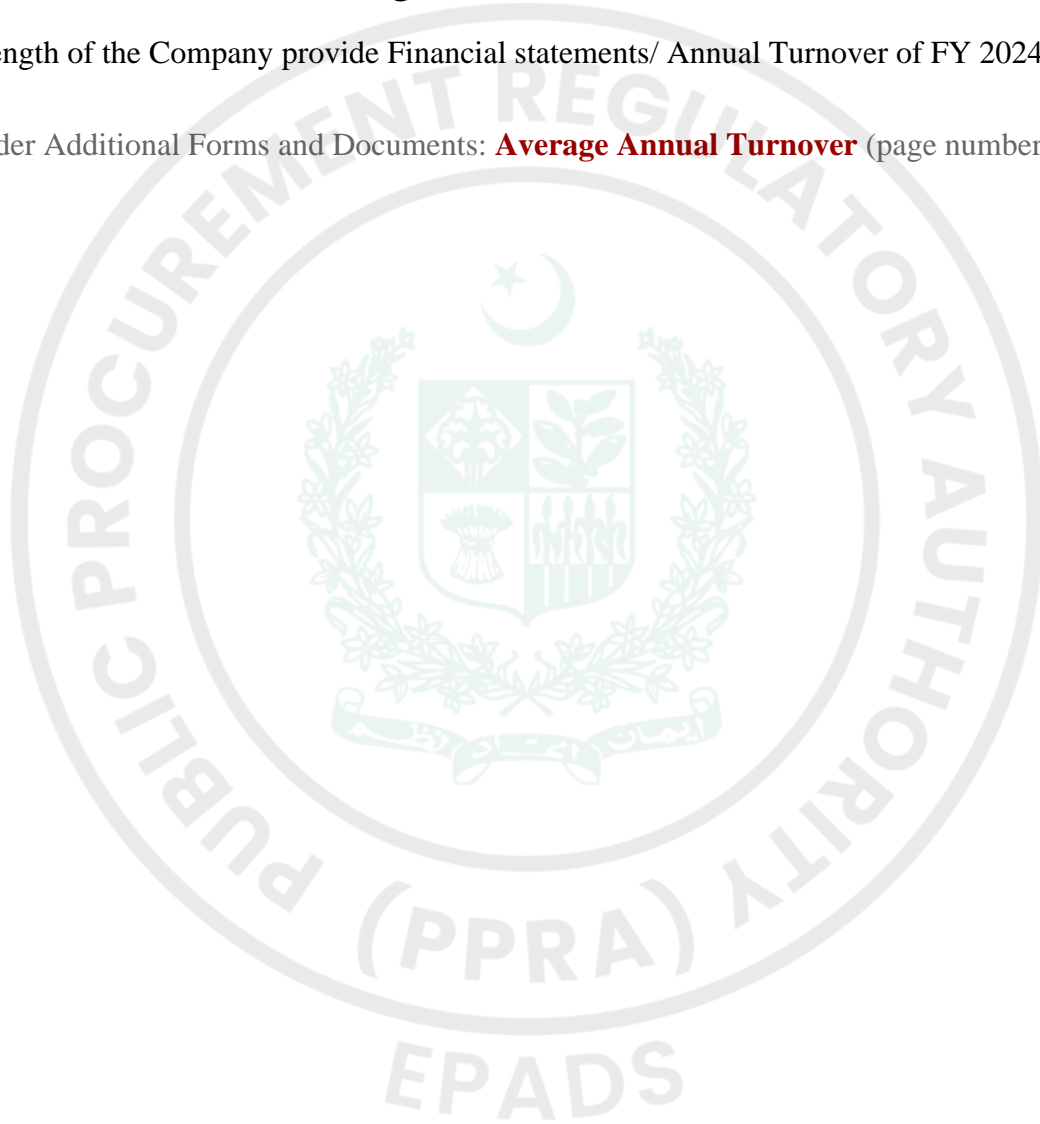 ength of the Company provide Financial statements/ Annual Turnover of FY 2024
der Additional Forms and Documents: Average Annual Turnover (page number
PUBLIC PROCUREMENT REGULATORY AUTHORITY
(PPRA)
EPADS